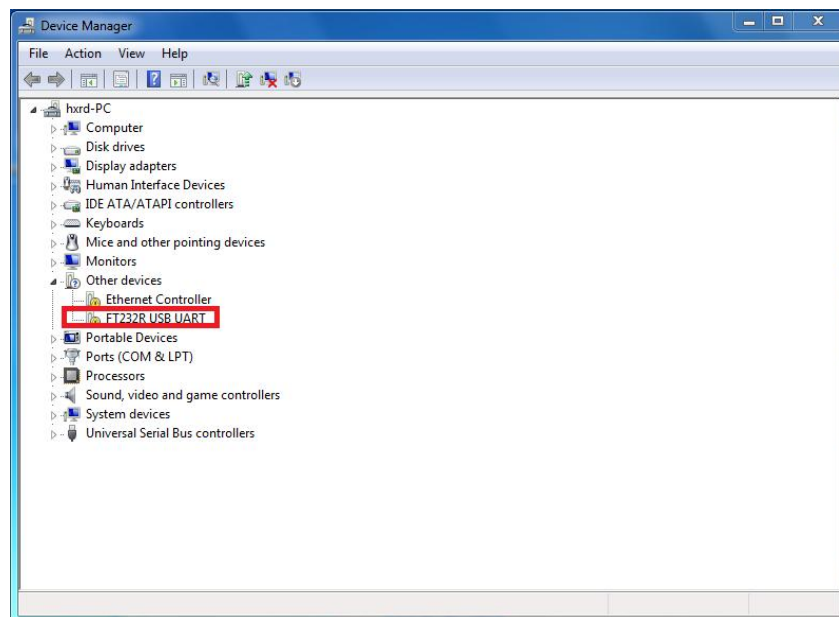 Device Manager
File Action View Help
hxrd-PC
Computer
Disk drives
Display adapters
Human Interface Devices
IDE ATA/ATAPI controllers
Keyboards
Mice and other pointing devices
Monitors
Other devices
Ethernet Controller
FT232R USB UART
Portable Devices
Ports (COM & LPT)
Processors
Sound, video and game controllers
System devices
Universal Serial Bus controllers